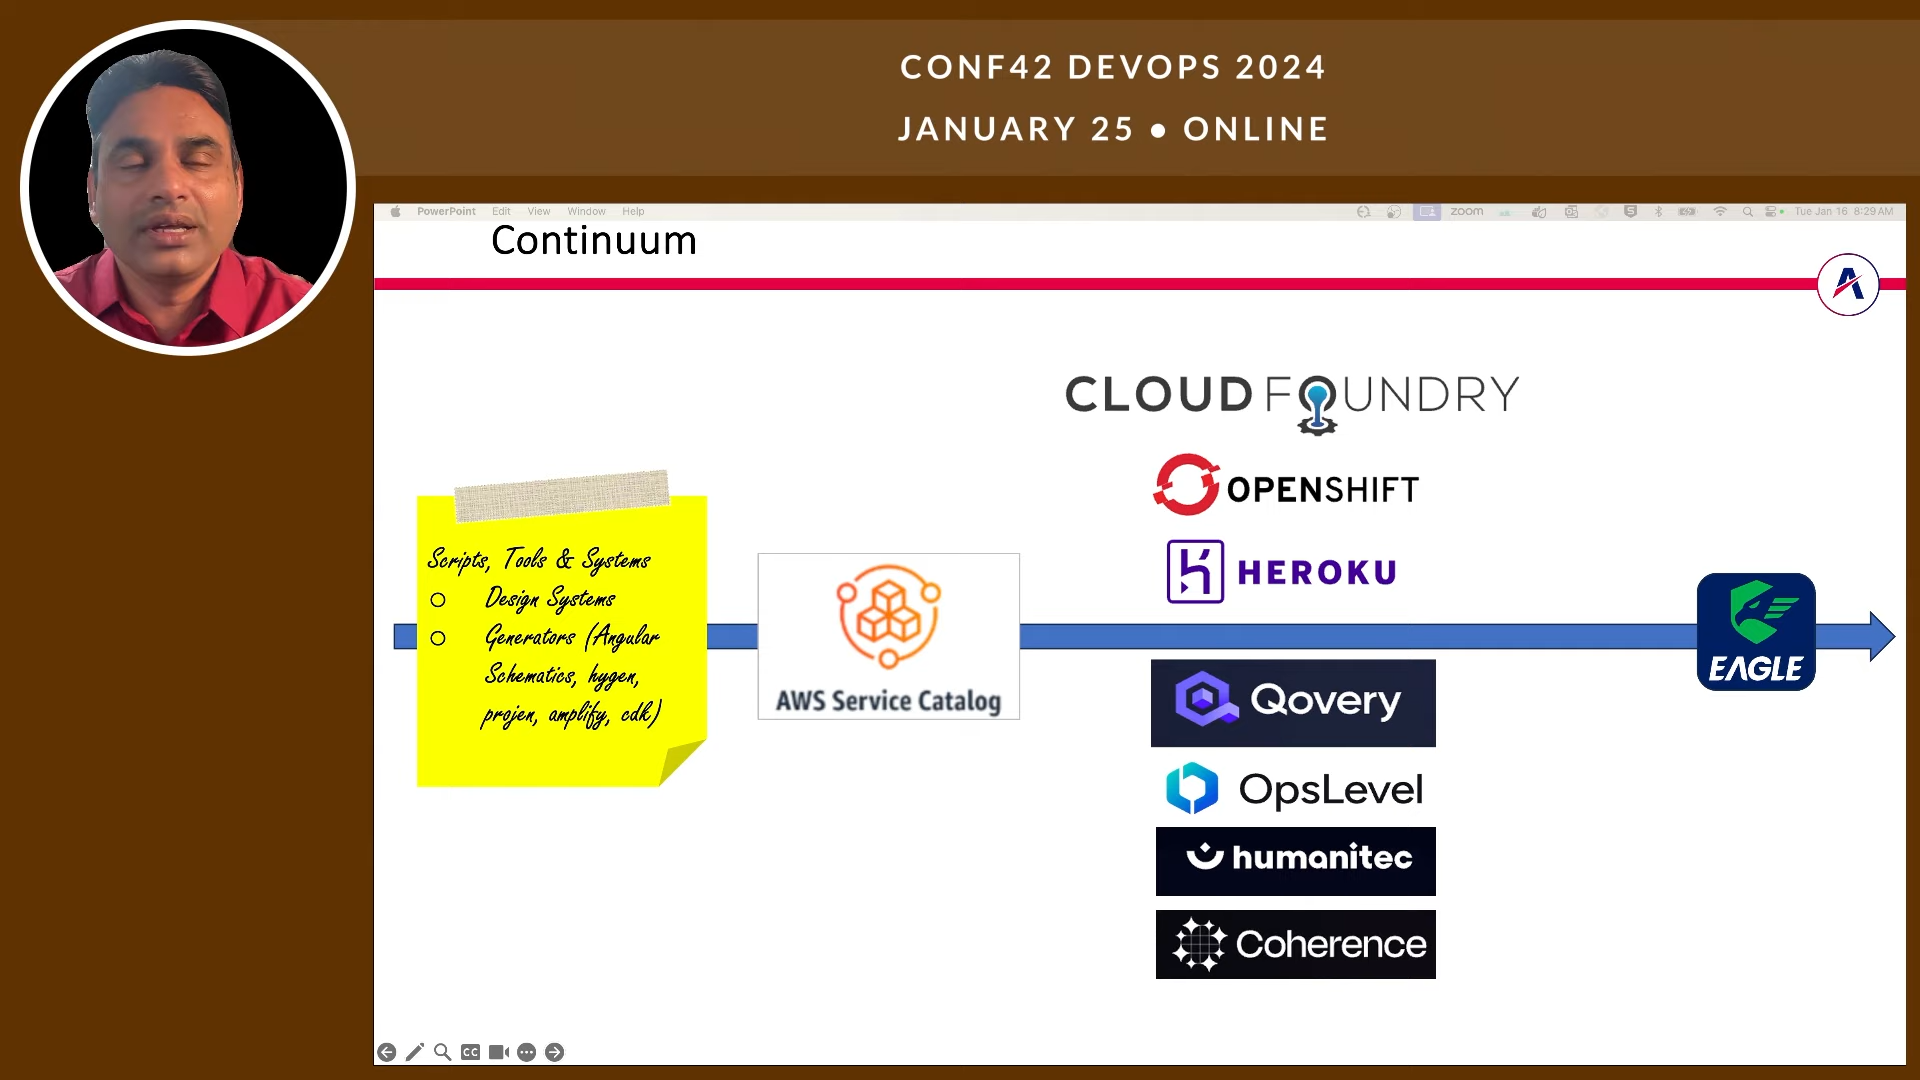 CONF42 DEVOPS 2024
JANUARY 25 • ONLINE
PowerPoint Edit View Window Help
zoom
Tue Jan 16 8:29 AM
Continuum
A
CLOUD FOUNDRY
OPENSHIFT
HEROKU
Scripts, Tools & Systems
○ Design Systems
○ Generators (Angular
Schematics, hygen,
projen, amplify, cdk)
AWS Service Catalog
EAGLE
Qovery
OpsLevel
humanitec
Coherence
CC